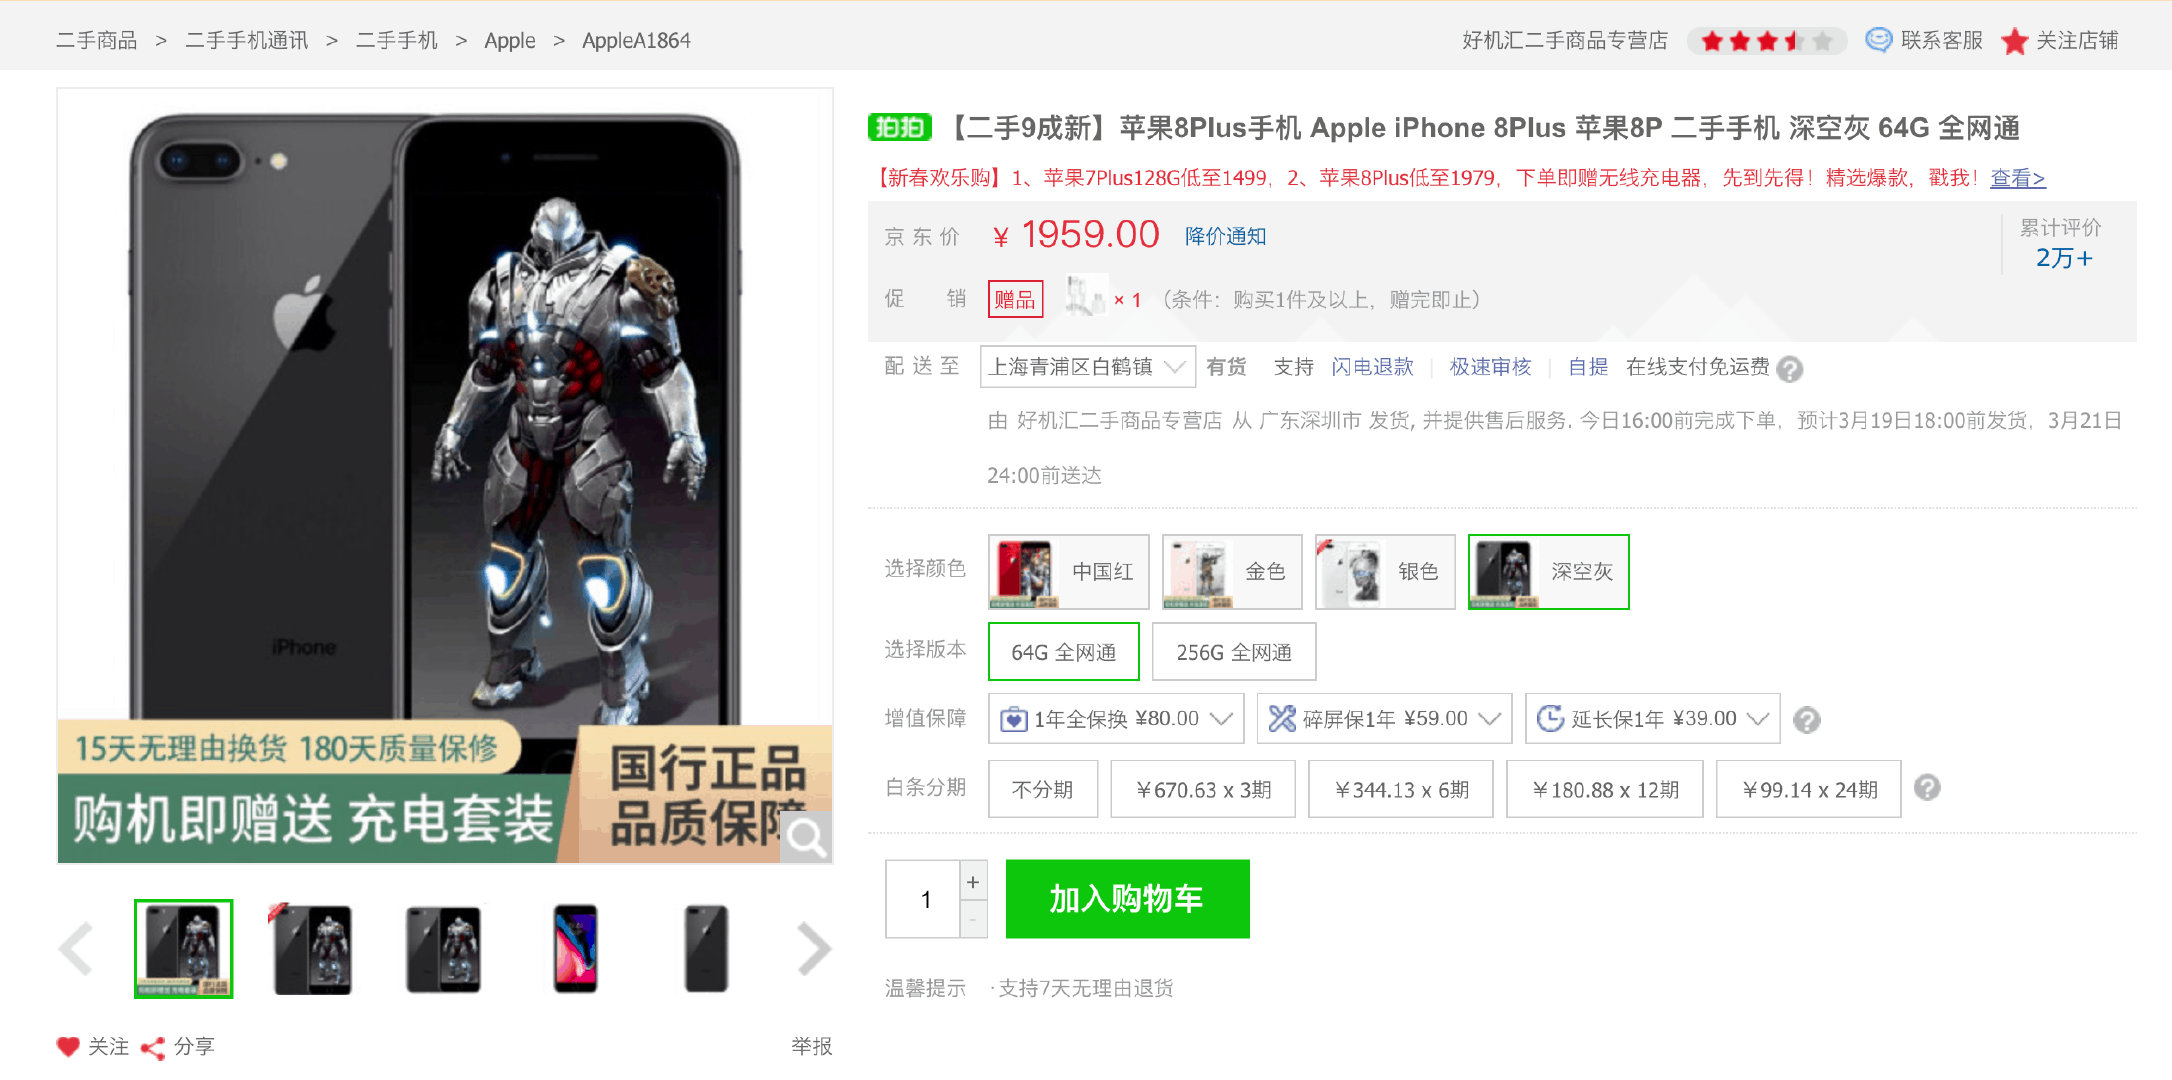 二手商品 > 二手手机通讯 > 二手手机 > Apple > AppleA1864
好机汇二手商品专营店 联系客服 关注店铺
iPhone
15天无理由换货 180天质量保修
购机即赠送 充电套装
国行正品
品质保障
关注 分享 举报
拍拍 【二手9成新】苹果8Plus手机 Apple iPhone 8Plus 苹果8P 二手手机 深空灰 64G 全网通
【新春欢乐购】1、苹果7Plus128G低至1499，2、苹果8Plus低至1979，下单即赠无线充电器，先到先得！精选爆款，戳我！查看>
京东价 ￥1959.00 降价通知
累计评价
2万+
促销 赠品 × 1 （条件：购买1件及以上，赠完即止）
配送至 上海青浦区白鹤镇 有货 支持 闪电退款 | 极速审核 | 自提 在线支付免运费 ?
由 好机汇二手商品专营店 从 广东深圳市 发货, 并提供售后服务. 今日16:00前完成下单，预计3月19日18:00前发货，3月21日
24:00前送达
选择颜色 中国红 金色 银色 深空灰
选择版本 64G 全网通 256G 全网通
增值保障 1年全保换 ¥80.00 碎屏保1年 ¥59.00 延长保1年 ¥39.00 ?
白条分期 不分期 ￥670.63 x 3期 ￥344.13 x 6期 ￥180.88 x 12期 ￥99.14 x 24期 ?
1 + - 加入购物车
温馨提示 ·支持7天无理由退货